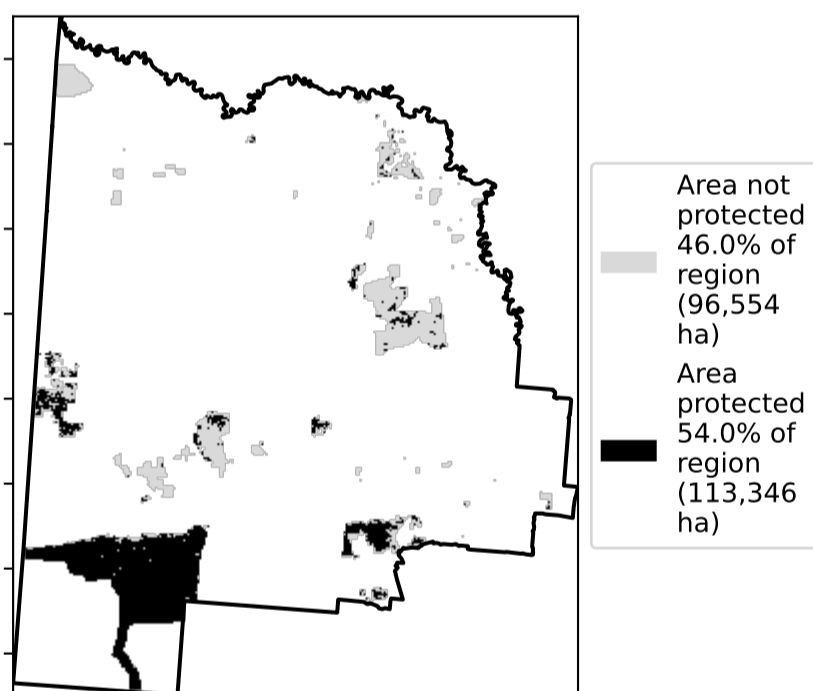 Area not
protected
46.0% of
region
(96,554
ha)
Area
protected
54.0% of
region
(113,346
ha)